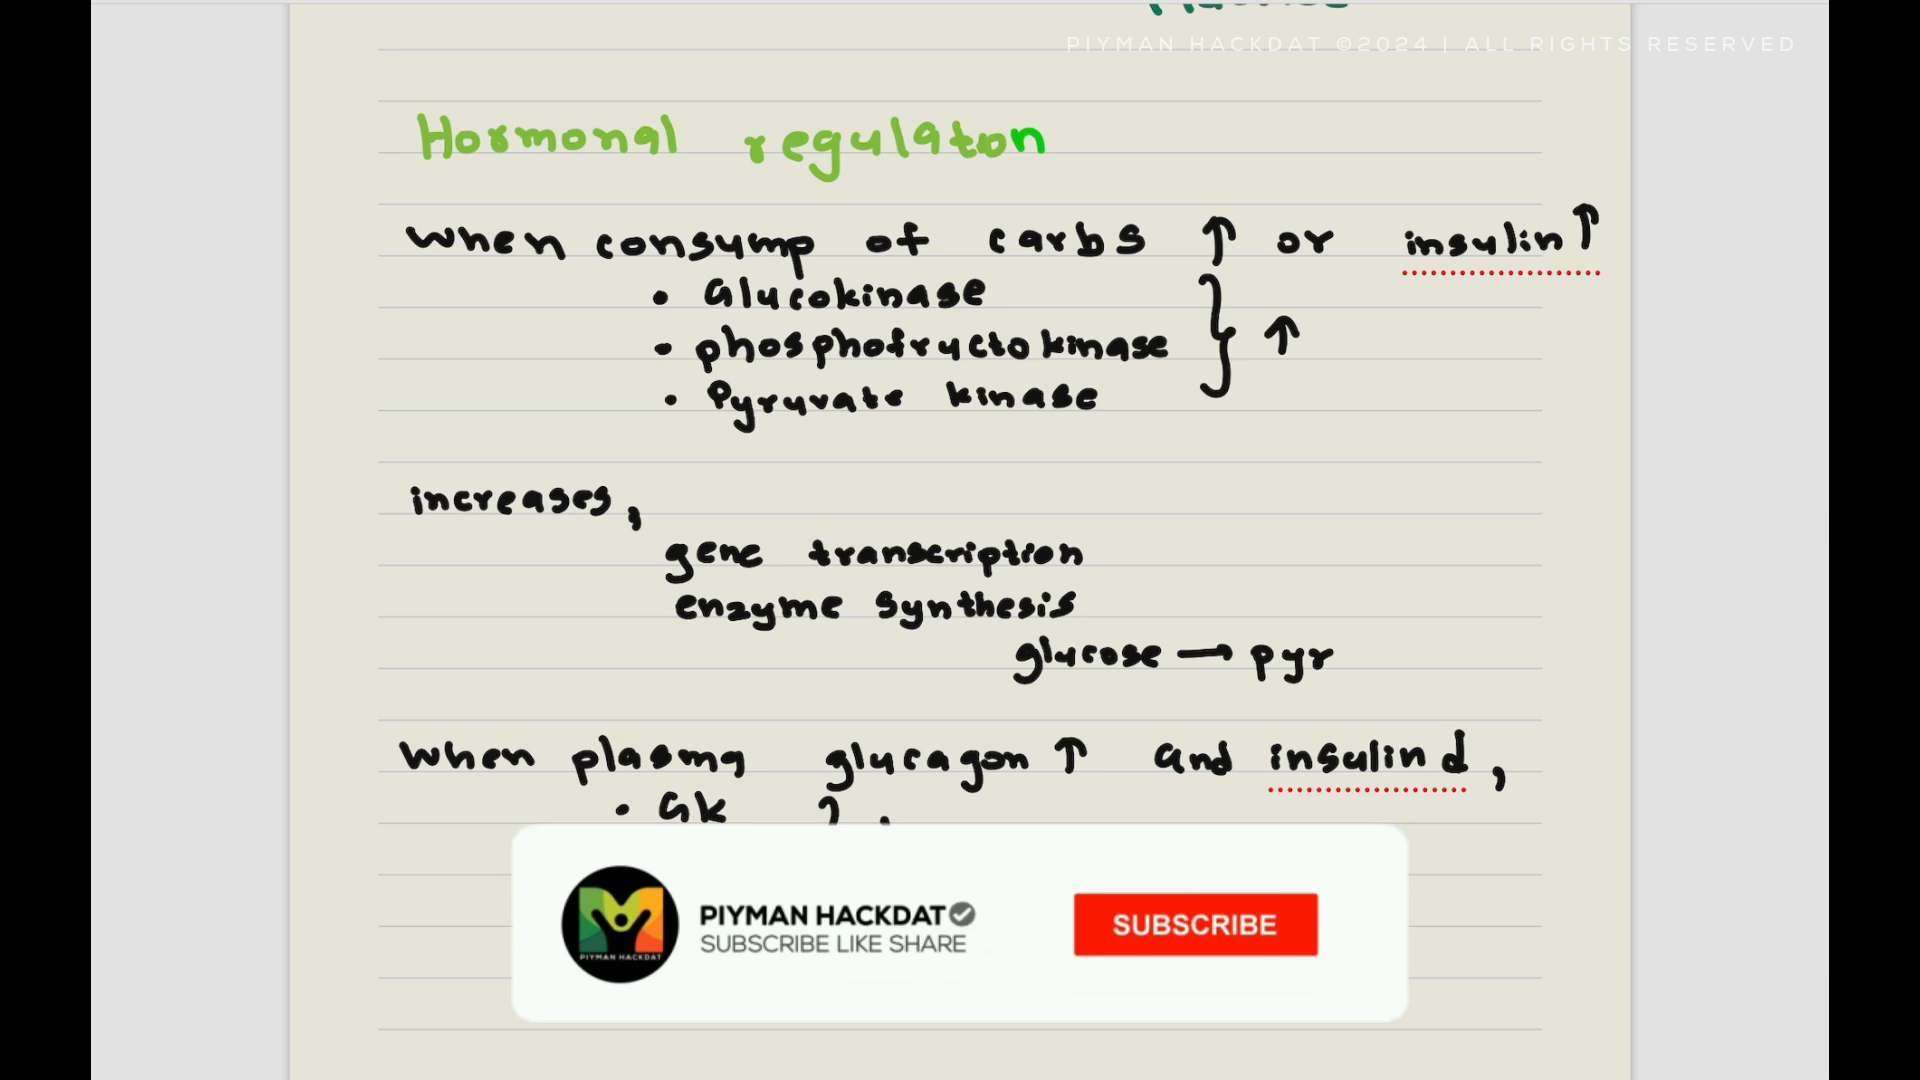 PIYMAN HACKDAT ©2024 | ALL RIGHTS RESERVED
Hormonal regulaton
When consump of carbs ↑ or insulin ↑
• Glucokinase
• phosphofructokinase } ↑
• Pyruvate kinase
increases,
gene transcription
enzyme synthesis
glucose → pyr
When plasma glucagon ↑ and insulin d,
• GK
PIYMAN HACKDAT
SUBSCRIBE LIKE SHARE
SUBSCRIBE
PIYMAN HACKDAT